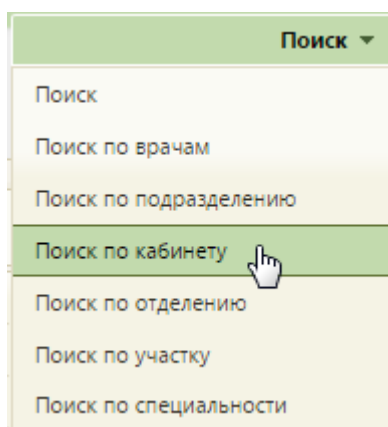 Поиск
Поиск
Поиск по врачам
Поиск по подразделению
Поиск по кабинету
Поиск по отделению
Поиск по участку
Поиск по специальности